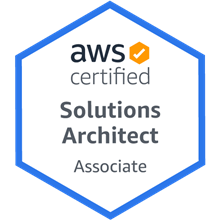 aws
certified
Solutions
Architect
Associate